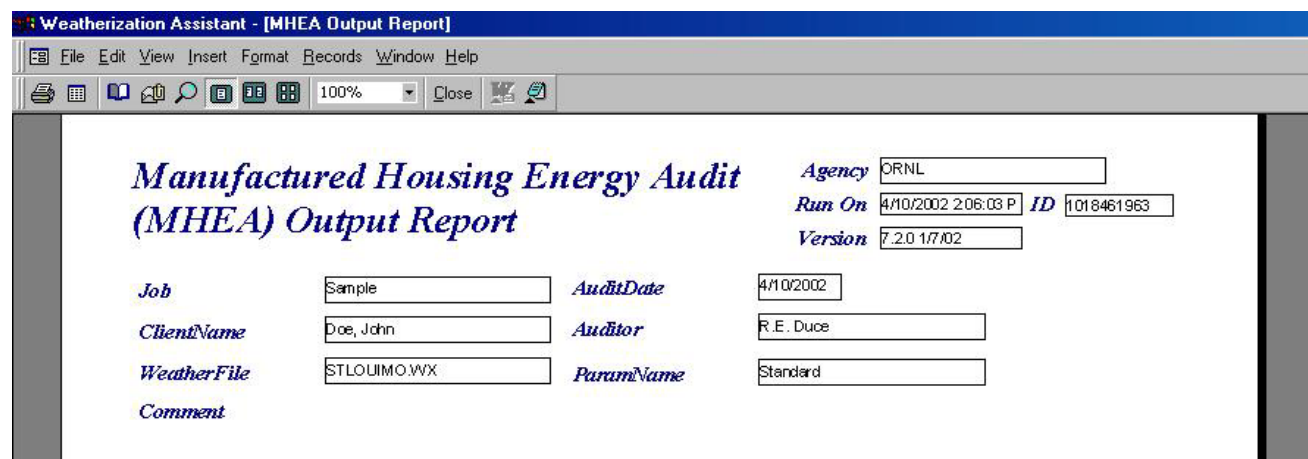 Weatherization Assistant - [MHEA Output Report]
File Edit View Insert Format Records Window Help
100% Close
Manufactured Housing Energy Audit
(MHEA) Output Report
Agency ORNL
Run On 4/10/2002 2:06:03 P ID 1018461963
Version 7.2.0 1/7/02
Job Sample AuditDate 4/10/2002
ClientName Doe, John Auditor R.E. Duce
WeatherFile STLOUIMO.WX ParamName Standard
Comment